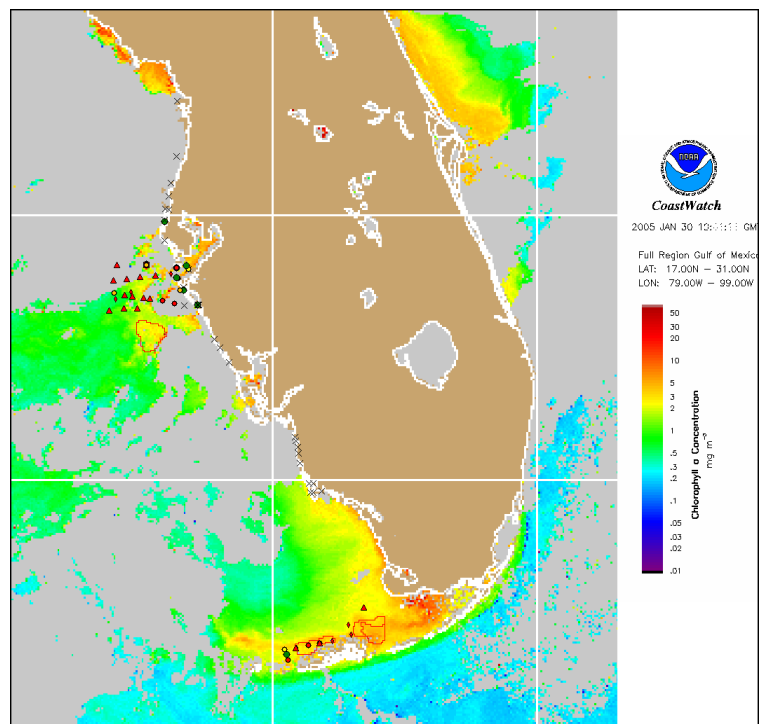 NOAA
CoastWatch
2005 JAN 30
Full Region Gulf of Mexico
LAT: 17.00N – 31.00N
LON: 79.00W – 99.00W
50
30
20
10
5
3
2
1
.5
.3
.2
.1
.05
.03
.02
.01
Chlorophyll a Concentration
mg m⁻³